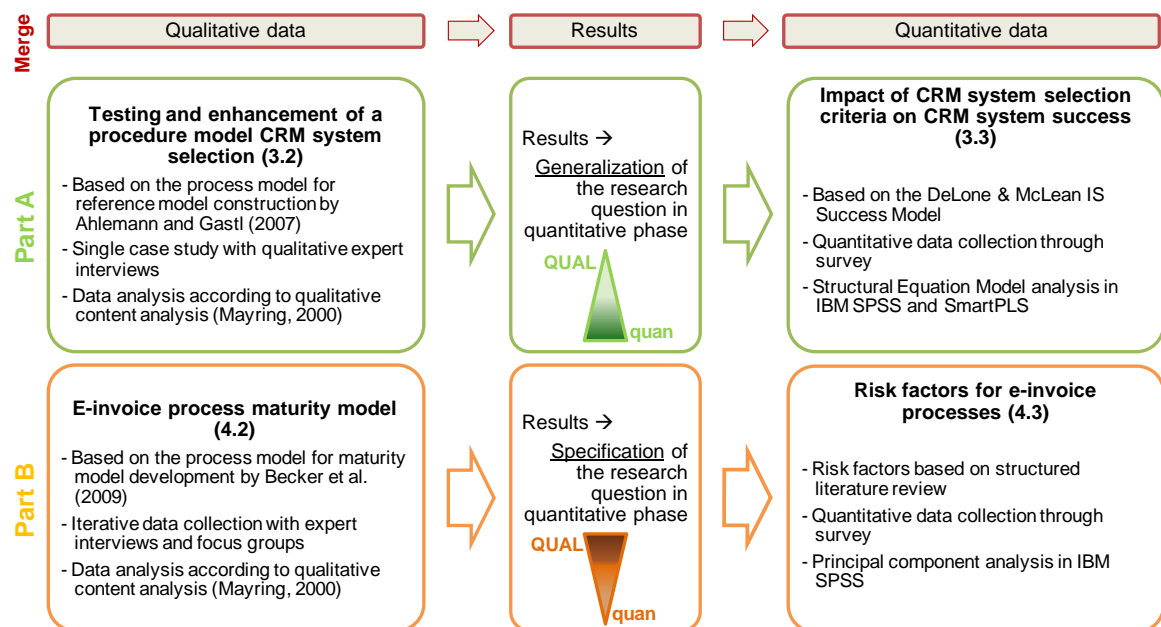 Merge
Qualitative data
Results
Quantitative data
Part A
Testing and enhancement of a
procedure model CRM system
selection (3.2)
- Based on the process model for
reference model construction by
Ahlemann and Gastl (2007)
- Single case study with qualitative expert
interviews
- Data analysis according to qualitative
content analysis (Mayring, 2000)
Results →
Generalization of
the research
question in
quantitative phase
QUAL
quan
Impact of CRM system selection
criteria on CRM system success
(3.3)
- Based on the DeLone & McLean IS
Success Model
- Quantitative data collection through
survey
- Structural Equation Model analysis in
IBM SPSS and SmartPLS
Part B
E-invoice process maturity model
(4.2)
- Based on the process model for maturity
model development by Becker et al.
(2009)
- Iterative data collection with expert
interviews and focus groups
- Data analysis according to qualitative
content analysis (Mayring, 2000)
Results →
Specification of
the research
question in
quantitative phase
QUAL
quan
Risk factors for e-invoice
processes (4.3)
- Risk factors based on structured
literature review
- Quantitative data collection through
survey
- Principal component analysis in IBM
SPSS